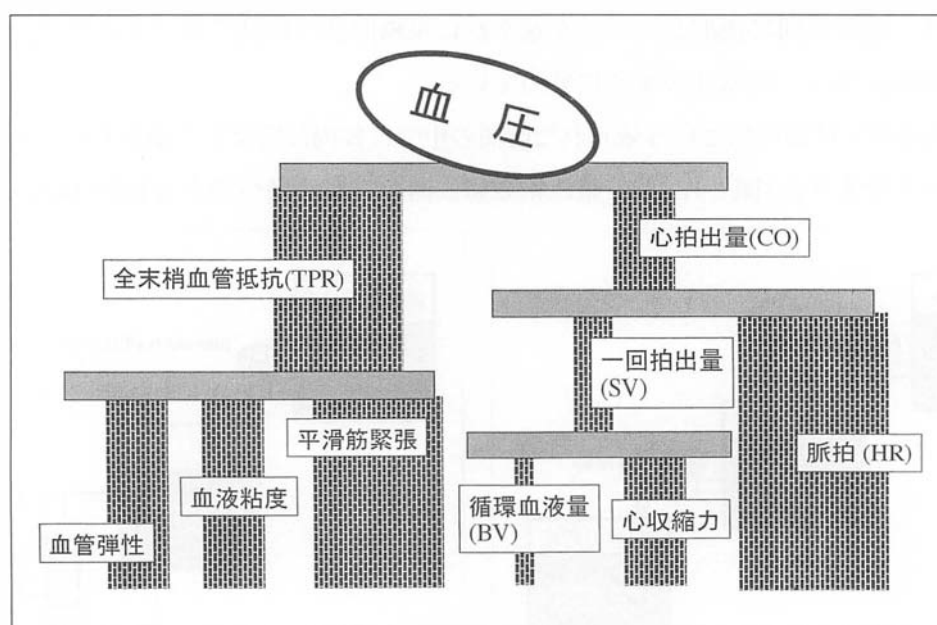 血 圧
心拍出量(CO)
全末梢血管抵抗(TPR)
一回拍出量
(SV)
平滑筋緊張
脈拍 (HR)
血液粘度
循環血液量
(BV)
心収縮力
血管弾性